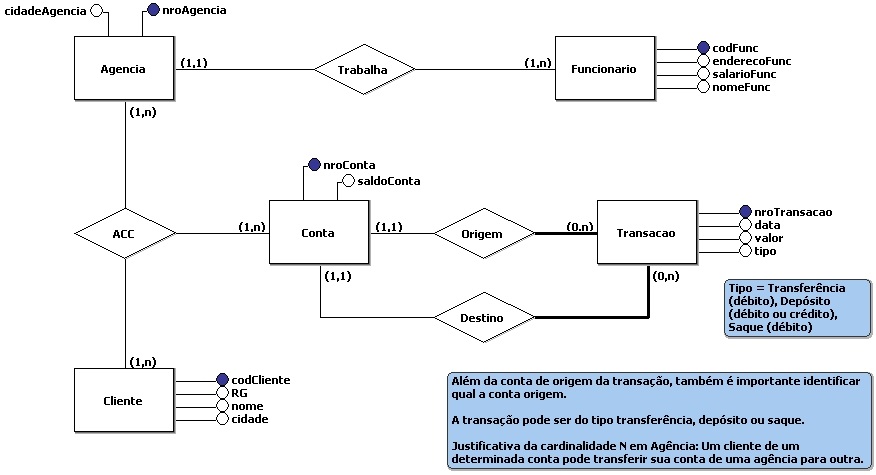 cidadeAgencia
nroAgencia
Agencia
(1,1)
Trabalha
(1,n)
Funcionario
codFunc
enderecoFunc
salarioFunc
nomeFunc
(1,n)
nroConta
saldoConta
ACC
(1,n)
Conta
(1,1)
Origem
(0,n)
Transacao
nroTransacao
data
valor
tipo
(1,1)
(0,n)
Destino
Tipo = Transferência
(débito), Depósito
(débito ou crédito),
Saque (débito)
(1,n)
Cliente
codCliente
RG
nome
cidade
Além da conta de origem da transação, também é importante identificar
qual a conta origem.
A transação pode ser do tipo transferência, depósito ou saque.
Justificativa da cardinalidade N em Agência: Um cliente de um
determinada conta pode transferir sua conta de uma agência para outra.